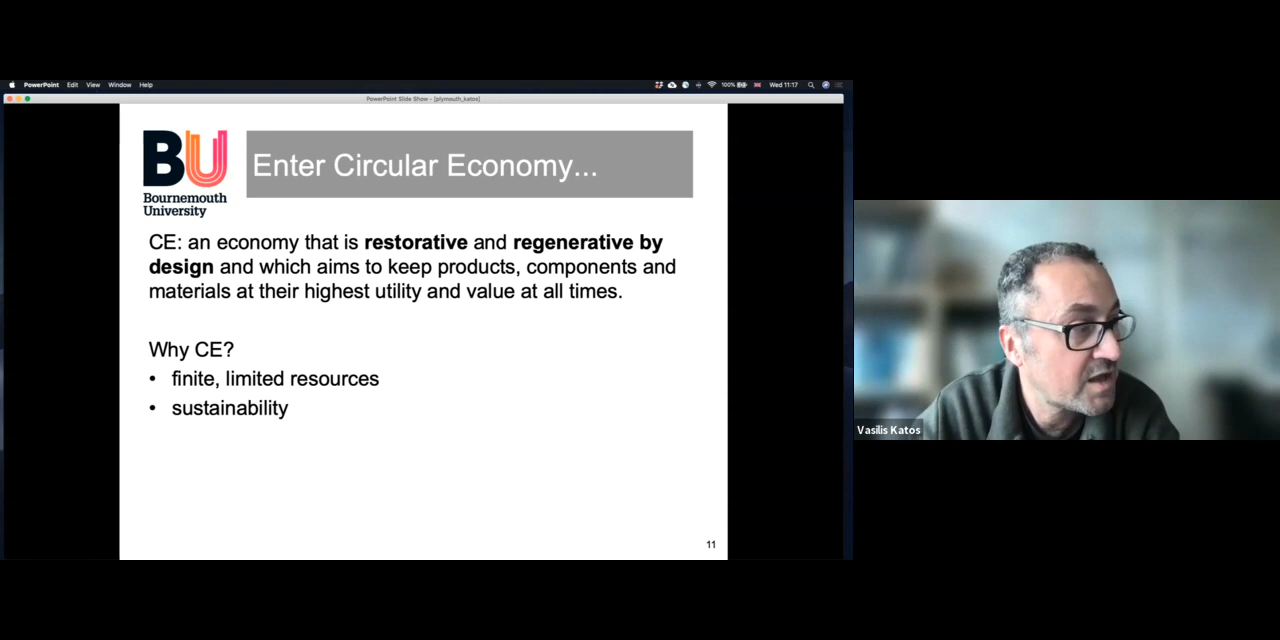 PowerPoint Edit View Window Help
100% Wed 11:17
PowerPoint Slide Show - [plymouth_katos]
BU
Bournemouth
University
Enter Circular Economy...
CE: an economy that is restorative and regenerative by
design and which aims to keep products, components and
materials at their highest utility and value at all times.
Why CE?
• finite, limited resources
• sustainability
11
Vasilis Katos